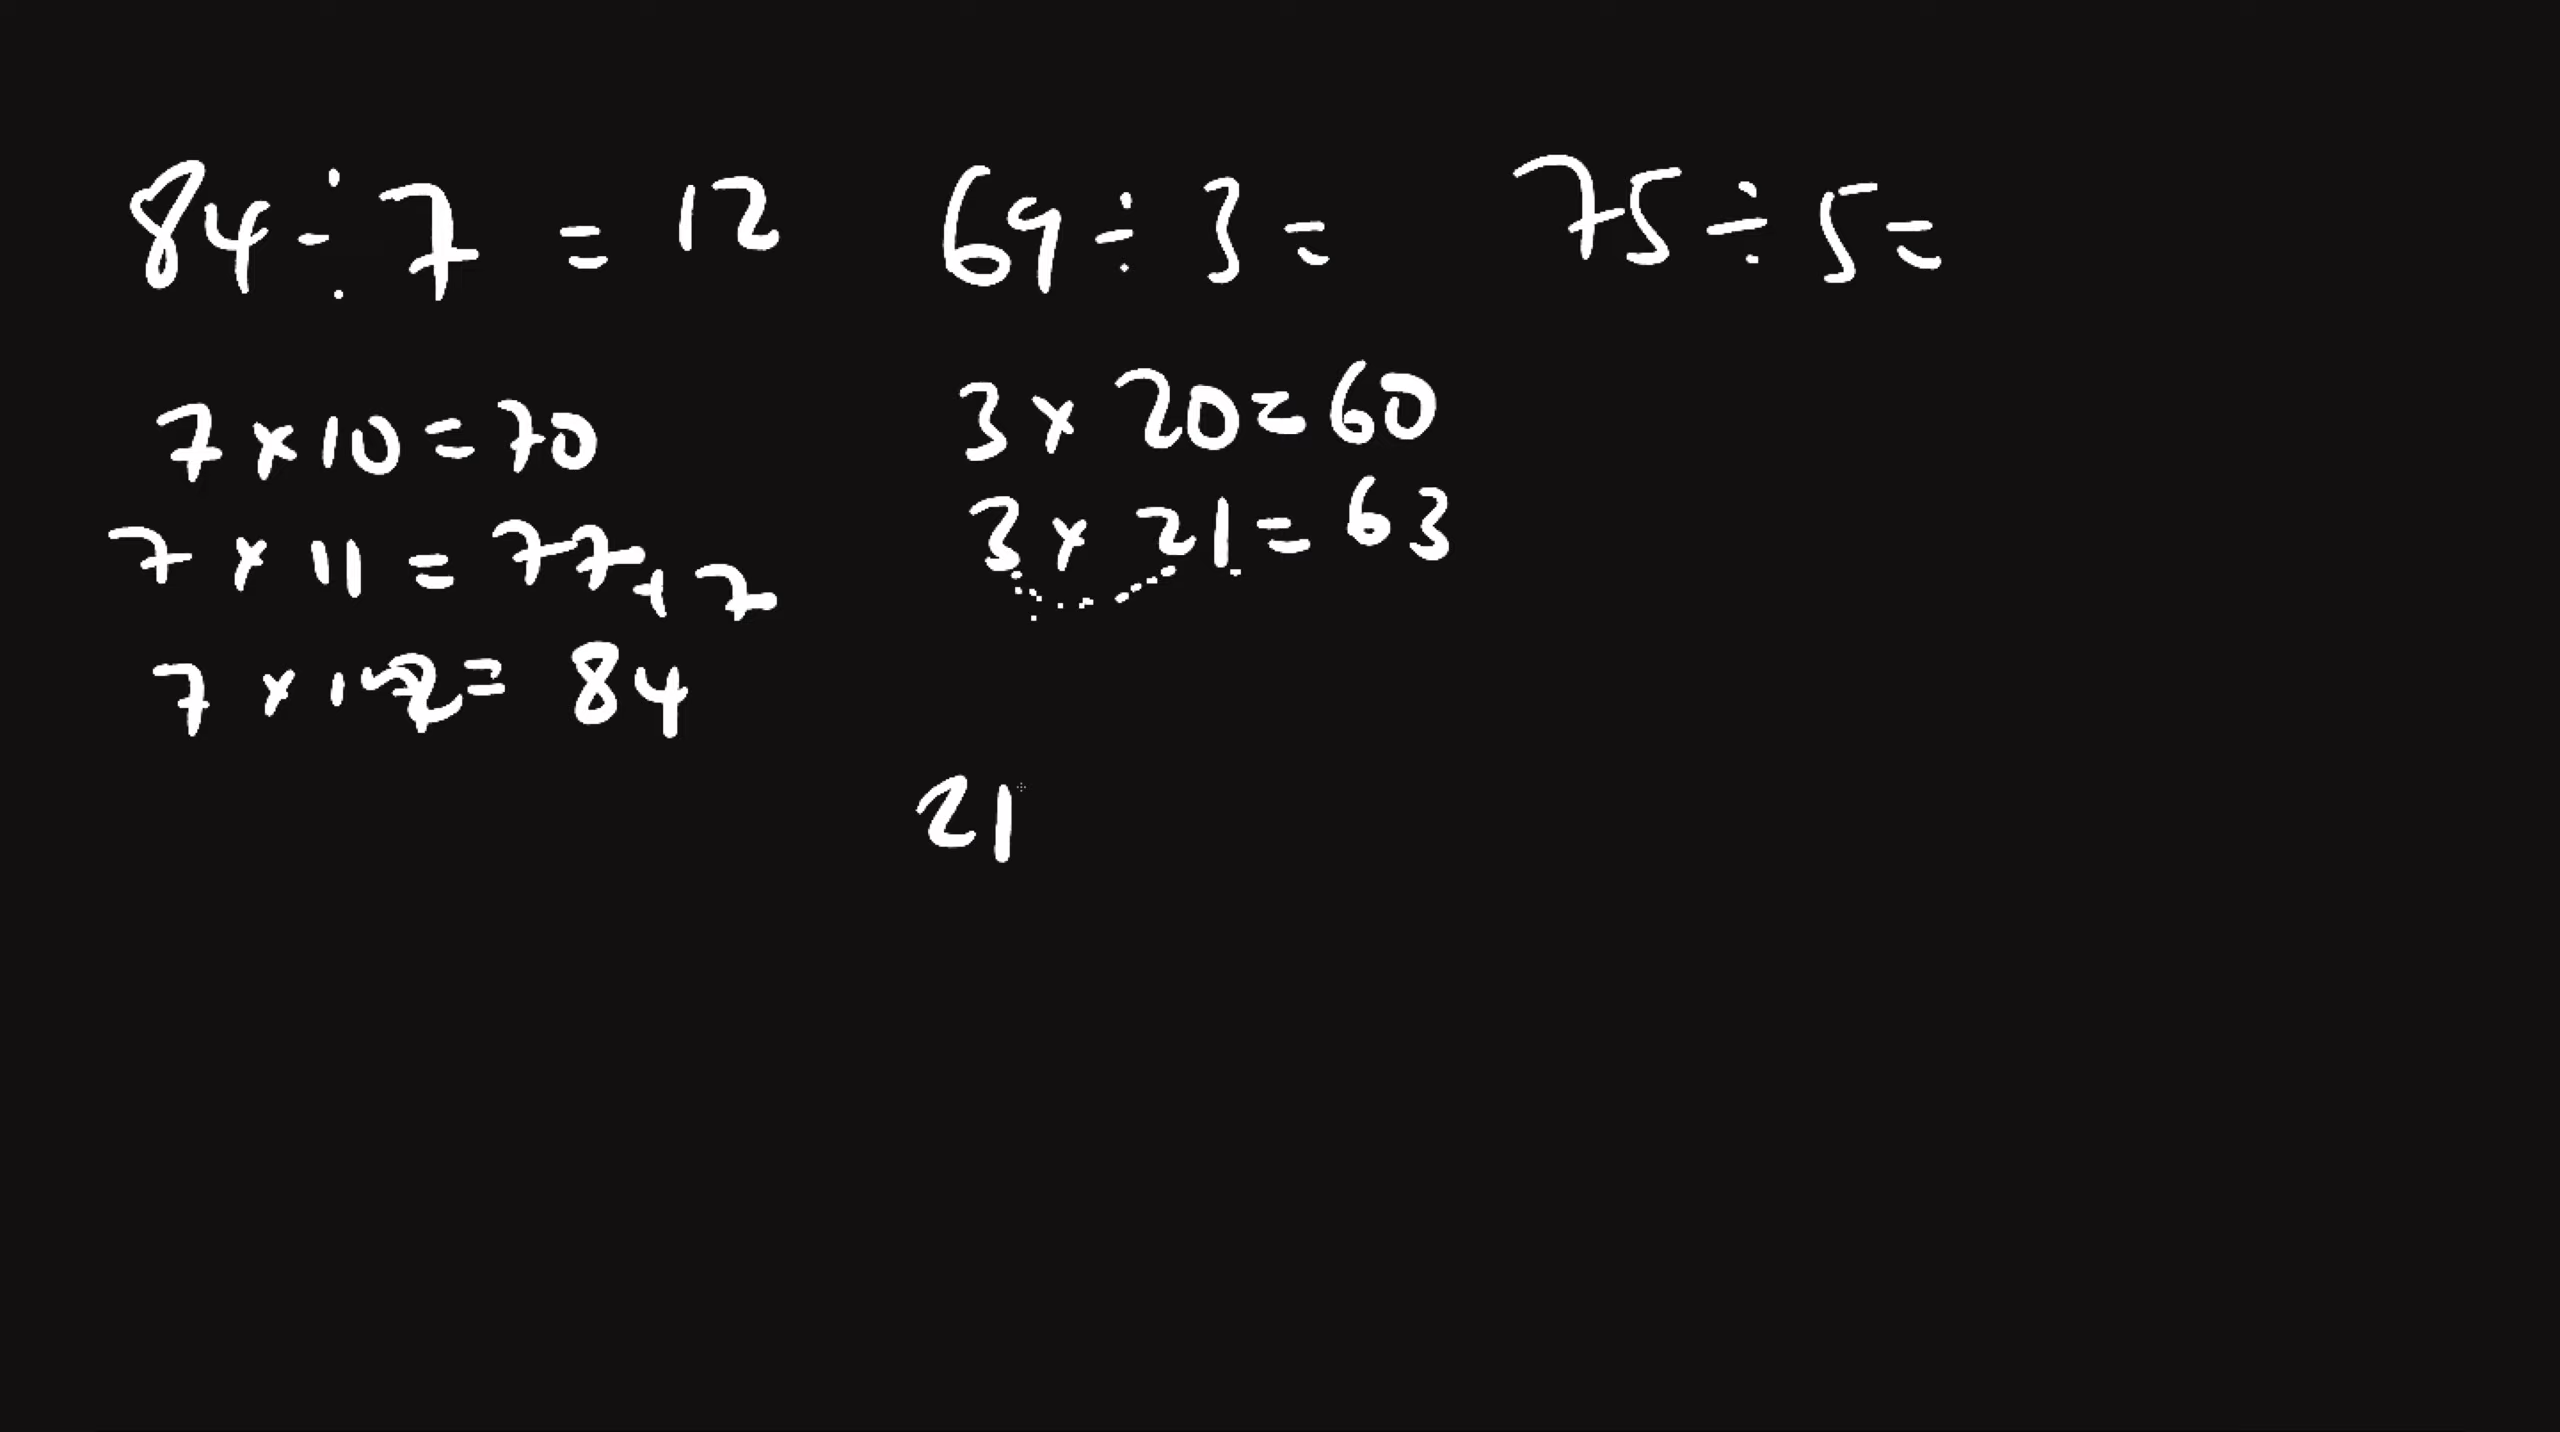 84 ÷ 7 = 12
7 × 10 = 70
7 × 11 = 77 + 7
7 × 12 = 84
69 ÷ 3 =
3 × 20 = 60
3 × 21 = 63
21
75 ÷ 5 =